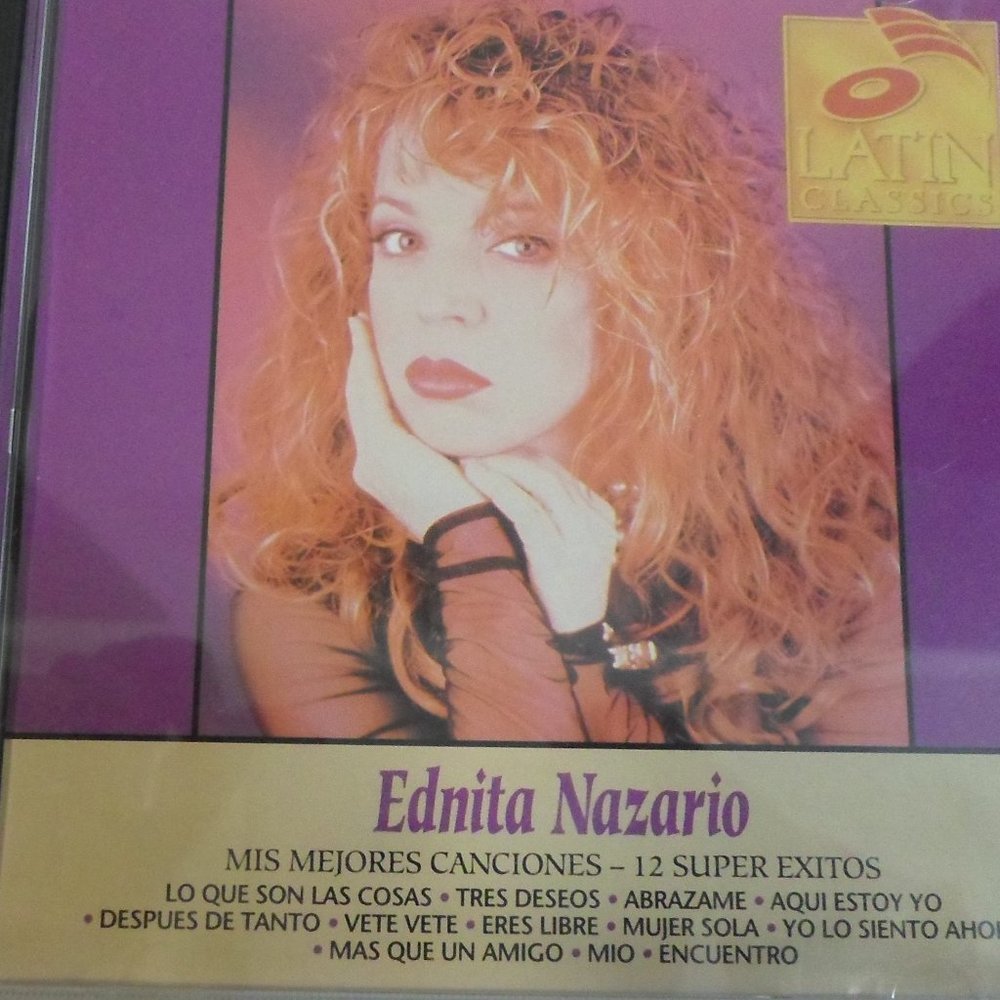 LATIN
CLASSICS
Ednita Nazario
MIS MEJORES CANCIONES – 12 SUPER EXITOS
LO QUE SON LAS COSAS • TRES DESEOS • ABRAZAME • AQUI ESTOY YO
• DESPUES DE TANTO • VETE VETE • ERES LIBRE • MUJER SOLA • YO LO SIENTO
• MAS QUE UN AMIGO • MIO • ENCUENTRO